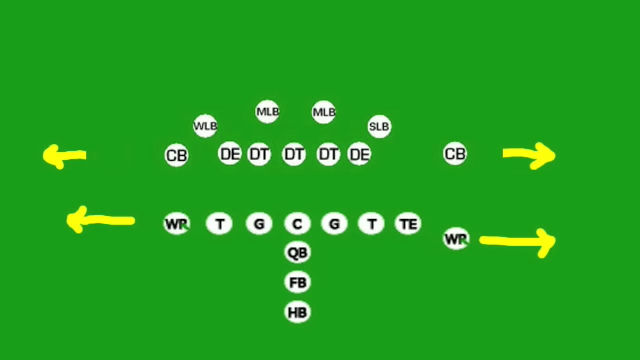 MLB MLB
WLB SLB
CB DE DT DT DT DE CB
WR T G C G T TE
WR
QB
FB
HB